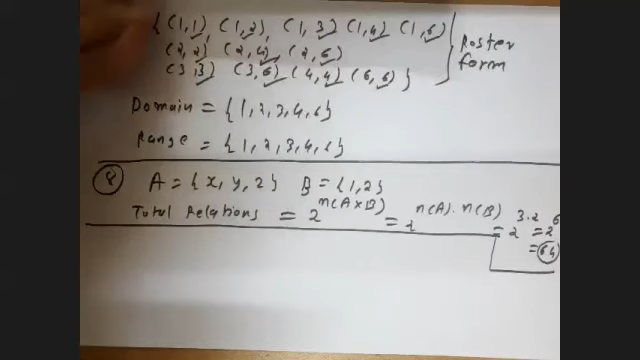 { (1,1) (1,2), (1,3) (1,4) (1,6)
(2,2) (2,4) (2,6)
(3,3) (3,6) (4,4) (6,6) }
Roster
form
Domain = {1,2,3,4,6}
Range = {1,2,3,4,6}
8 A = {x, y, z} B = {1,2}
Total Relations = 2^n(A×B) = 2^n(A).n(B) = 2^3.2 = 2^6
= 64